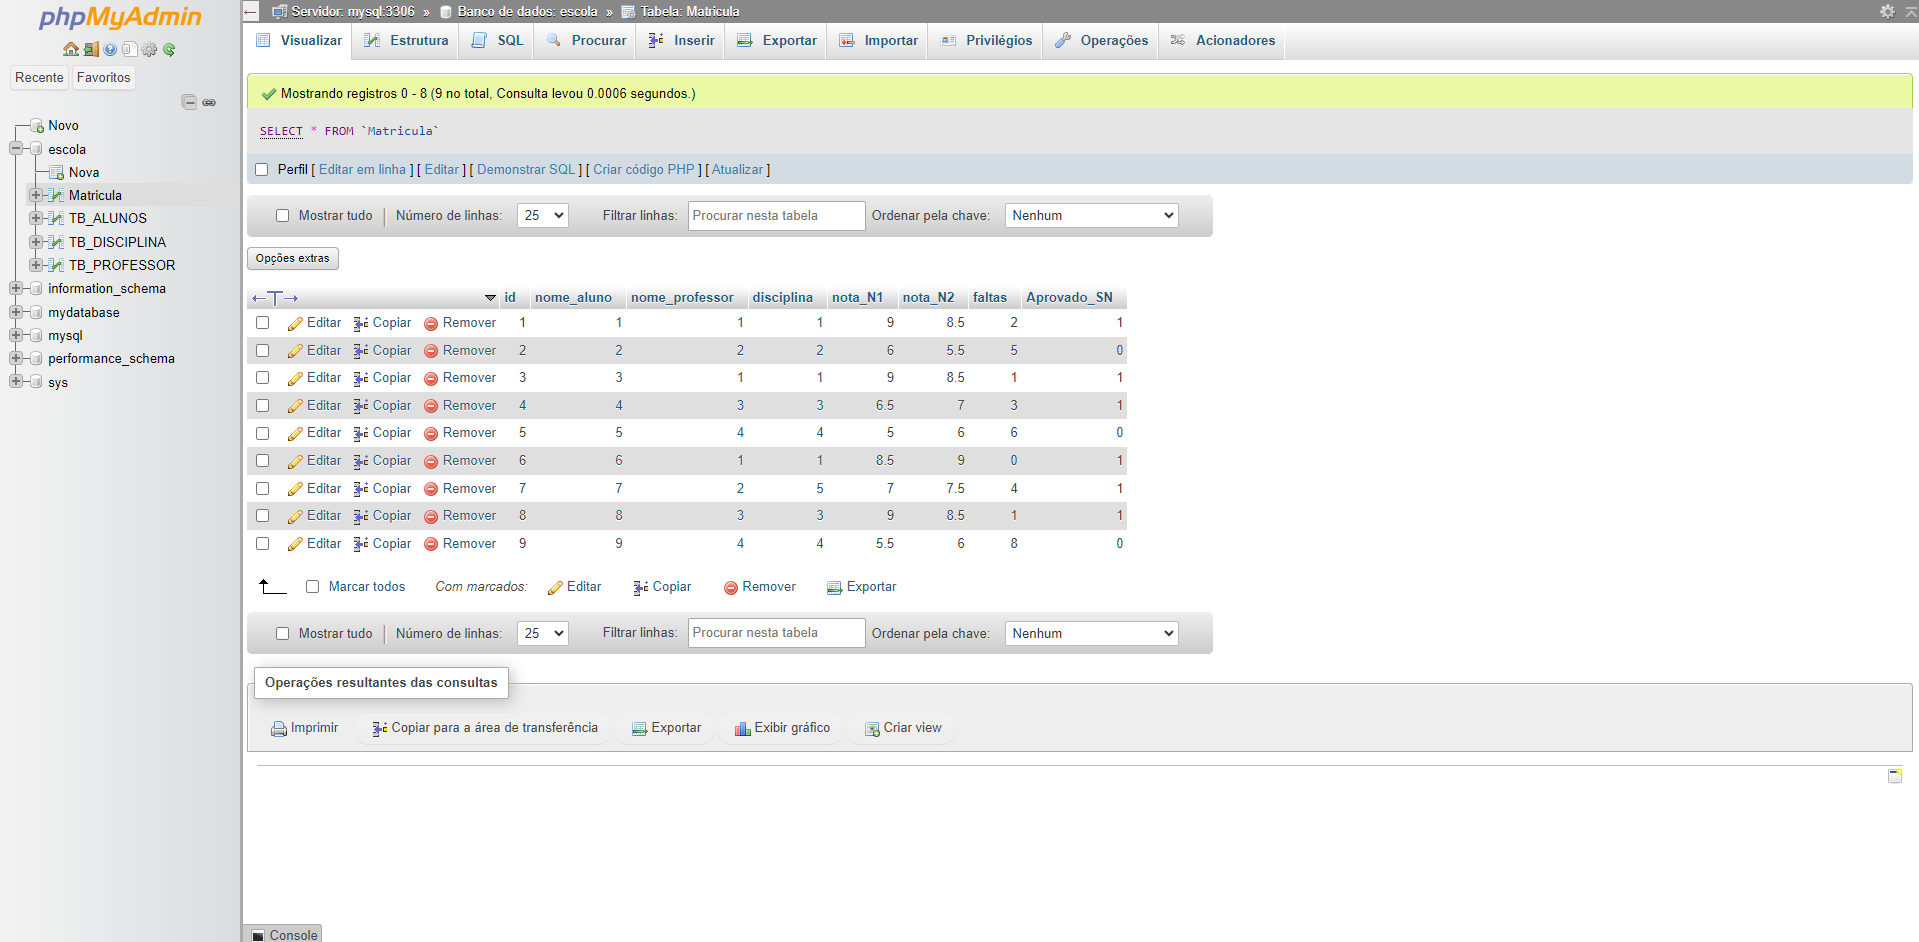 phpMyAdmin
Recente Favoritos
Novo
escola
Nova
Matricula
TB_ALUNOS
TB_DISCIPLINA
TB_PROFESSOR
information_schema
mydatabase
mysql
performance_schema
sys
Servidor: mysql:3306 » Banco de dados: escola » Tabela: Matricula
Visualizar Estrutura SQL Procurar Inserir Exportar Importar Privilégios Operações Acionadores
Mostrando registros 0 - 8 (9 no total, Consulta levou 0.0006 segundos.)
SELECT * FROM `Matricula`
Perfil [ Editar em linha ] [ Editar ] [ Demonstrar SQL ] [ Criar código PHP ] [ Atualizar ]
Mostrar tudo | Número de linhas: 25 Filtrar linhas: Procurar nesta tabela Ordenar pela chave: Nenhum
Opções extras
←T→ id nome_aluno nome_professor disciplina nota_N1 nota_N2 faltas Aprovado_SN
Editar Copiar Remover 1 1 1 1 9 8.5 2 1
Editar Copiar Remover 2 2 2 2 6 5.5 5 0
Editar Copiar Remover 3 3 1 1 9 8.5 1 1
Editar Copiar Remover 4 4 3 3 6.5 7 3 1
Editar Copiar Remover 5 5 4 4 5 6 6 0
Editar Copiar Remover 6 6 1 1 8.5 9 0 1
Editar Copiar Remover 7 7 2 5 7 7.5 4 1
Editar Copiar Remover 8 8 3 3 9 8.5 1 1
Editar Copiar Remover 9 9 4 4 5.5 6 8 0
Marcar todos Com marcados: Editar Copiar Remover Exportar
Mostrar tudo | Número de linhas: 25 Filtrar linhas: Procurar nesta tabela Ordenar pela chave: Nenhum
Operações resultantes das consultas
Imprimir Copiar para a área de transferência Exportar Exibir gráfico Criar view
Console